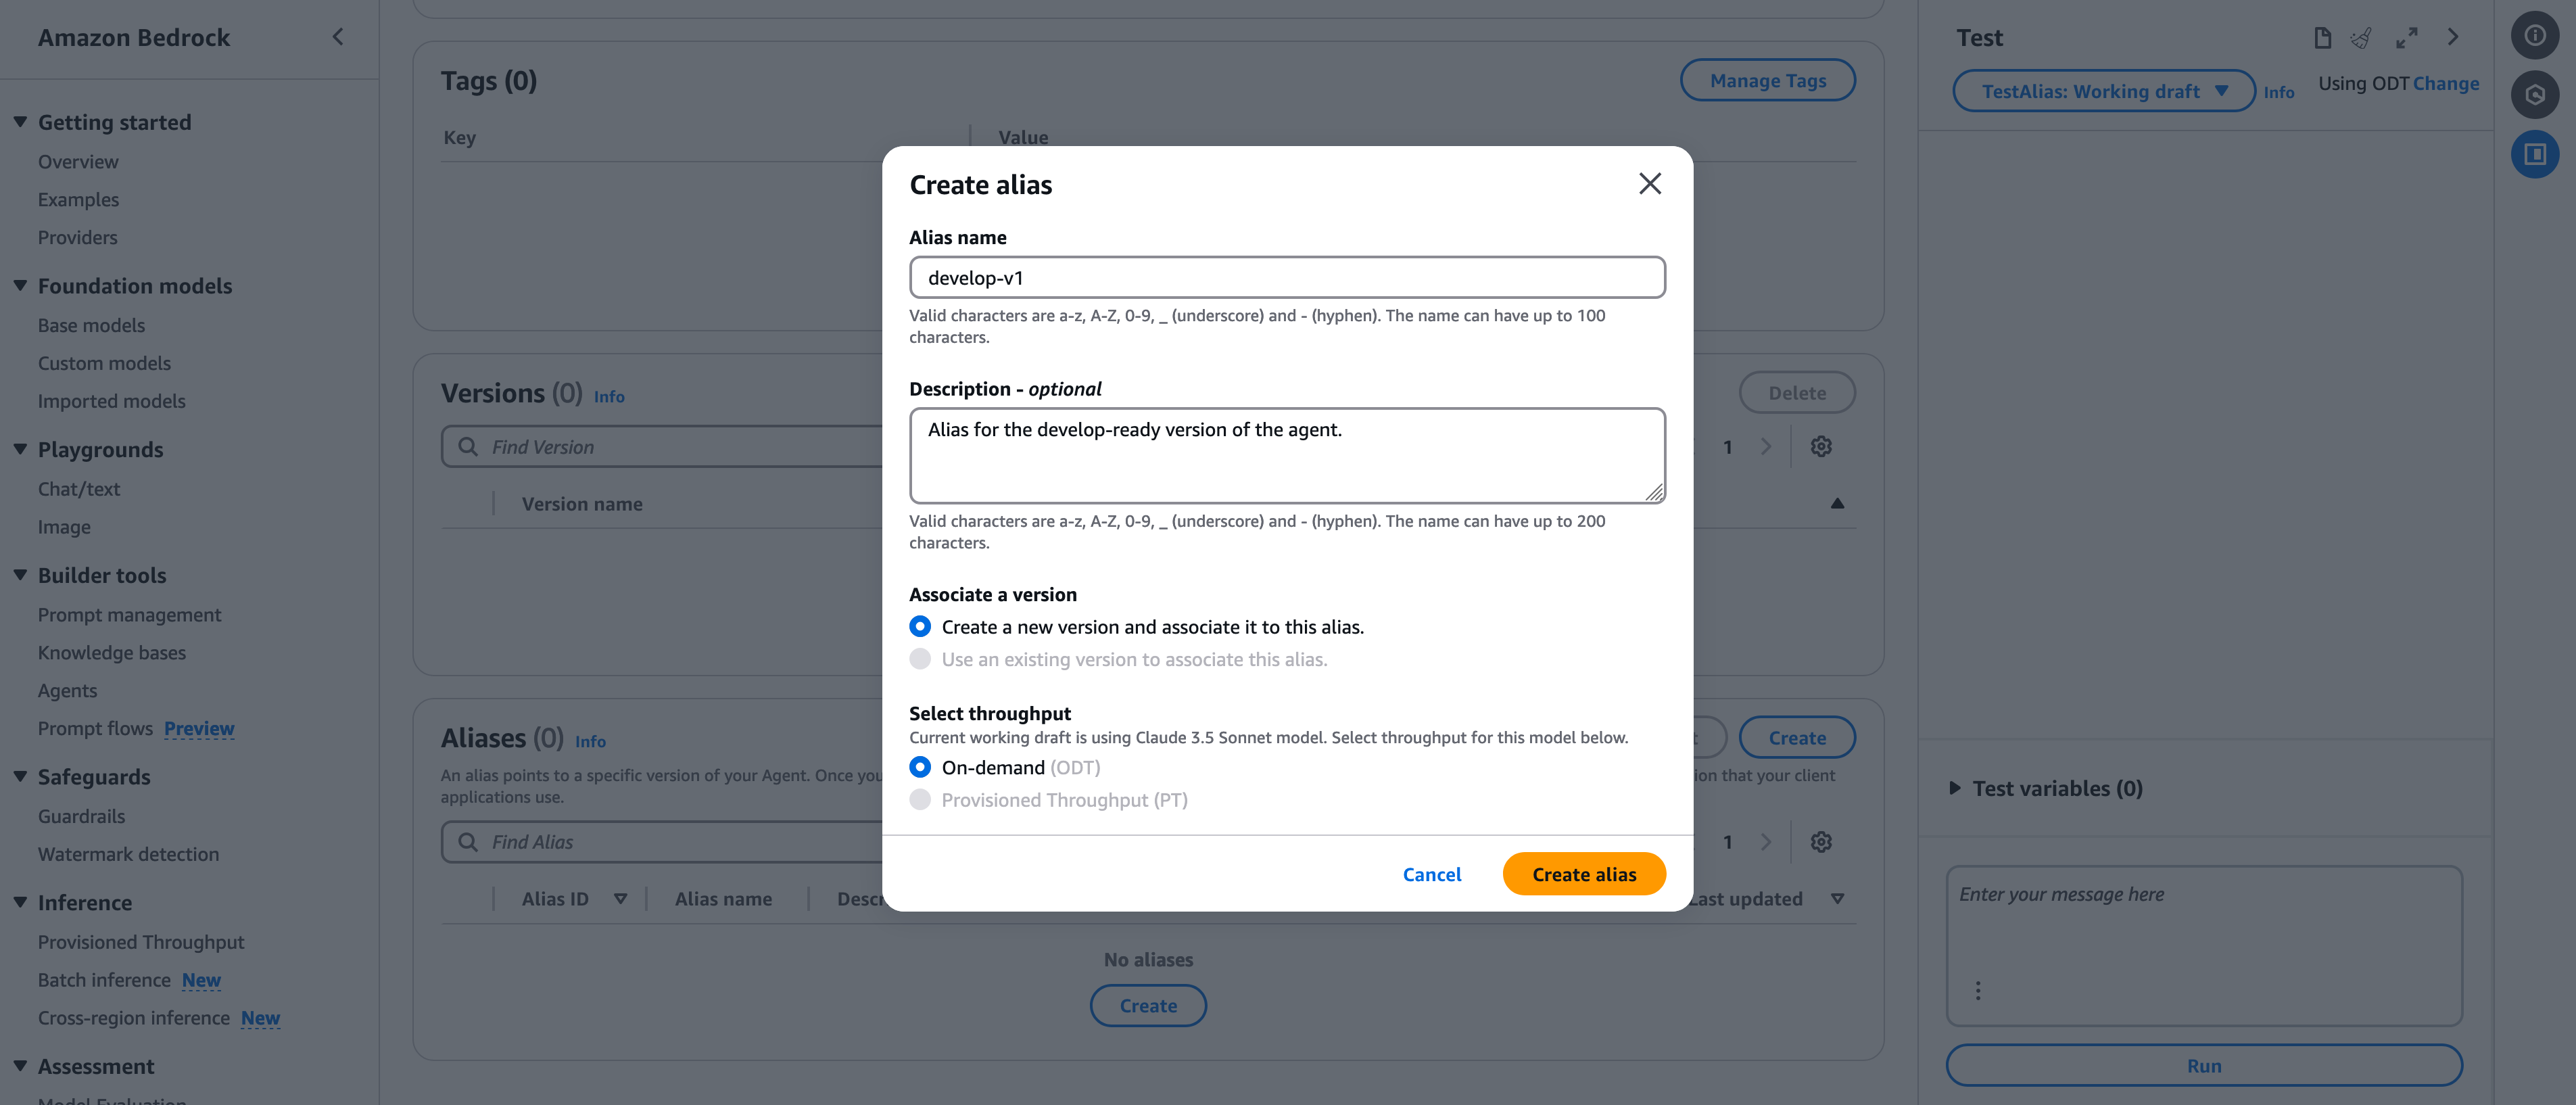 Amazon Bedrock
Getting started
Overview
Examples
Providers
Foundation models
Base models
Custom models
Imported models
Playgrounds
Chat/text
Image
Builder tools
Prompt management
Knowledge bases
Agents
Prompt flows Preview
Safeguards
Guardrails
Watermark detection
Inference
Provisioned Throughput
Batch inference New
Cross-region inference New
Assessment
Model Evaluation
Tags (0)
Manage Tags
Key Value
Versions (0) Info
Delete
Find Version
1
Version name
Aliases (0) Info
Create
An alias points to a specific version of your Agent. Once you
ion that your client
applications use.
Find Alias
1
Alias ID Alias name Descr
Last updated
No aliases
Create
Create alias
Alias name
develop-v1
Valid characters are a-z, A-Z, 0-9, _ (underscore) and - (hyphen). The name can have up to 100
characters.
Description - optional
Alias for the develop-ready version of the agent.
Valid characters are a-z, A-Z, 0-9, _ (underscore) and - (hyphen). The name can have up to 200
characters.
Associate a version
Create a new version and associate it to this alias.
Use an existing version to associate this alias.
Select throughput
Current working draft is using Claude 3.5 Sonnet model. Select throughput for this model below.
On-demand (ODT)
Provisioned Throughput (PT)
Cancel
Create alias
Test
TestAlias: Working draft Info Using ODT Change
Test variables (0)
Enter your message here
Run